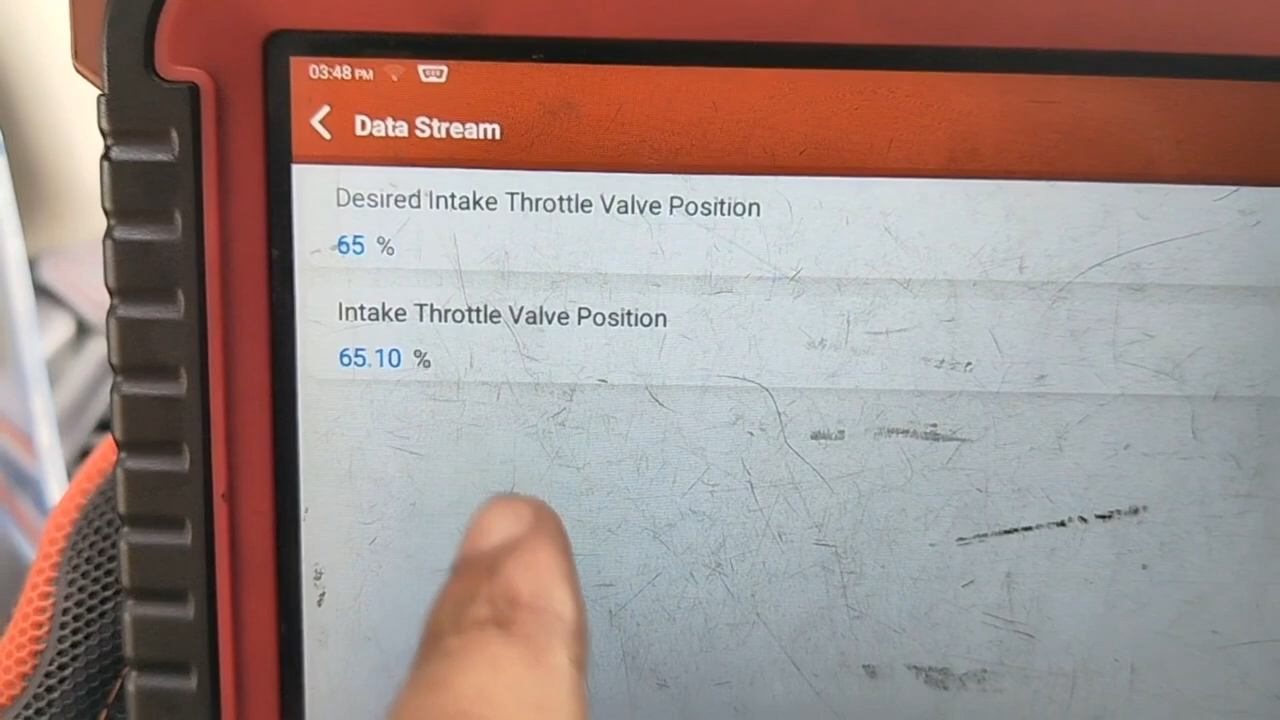 03:48 PM
Data Stream
Desired Intake Throttle Valve Position
65 %
Intake Throttle Valve Position
65.10 %